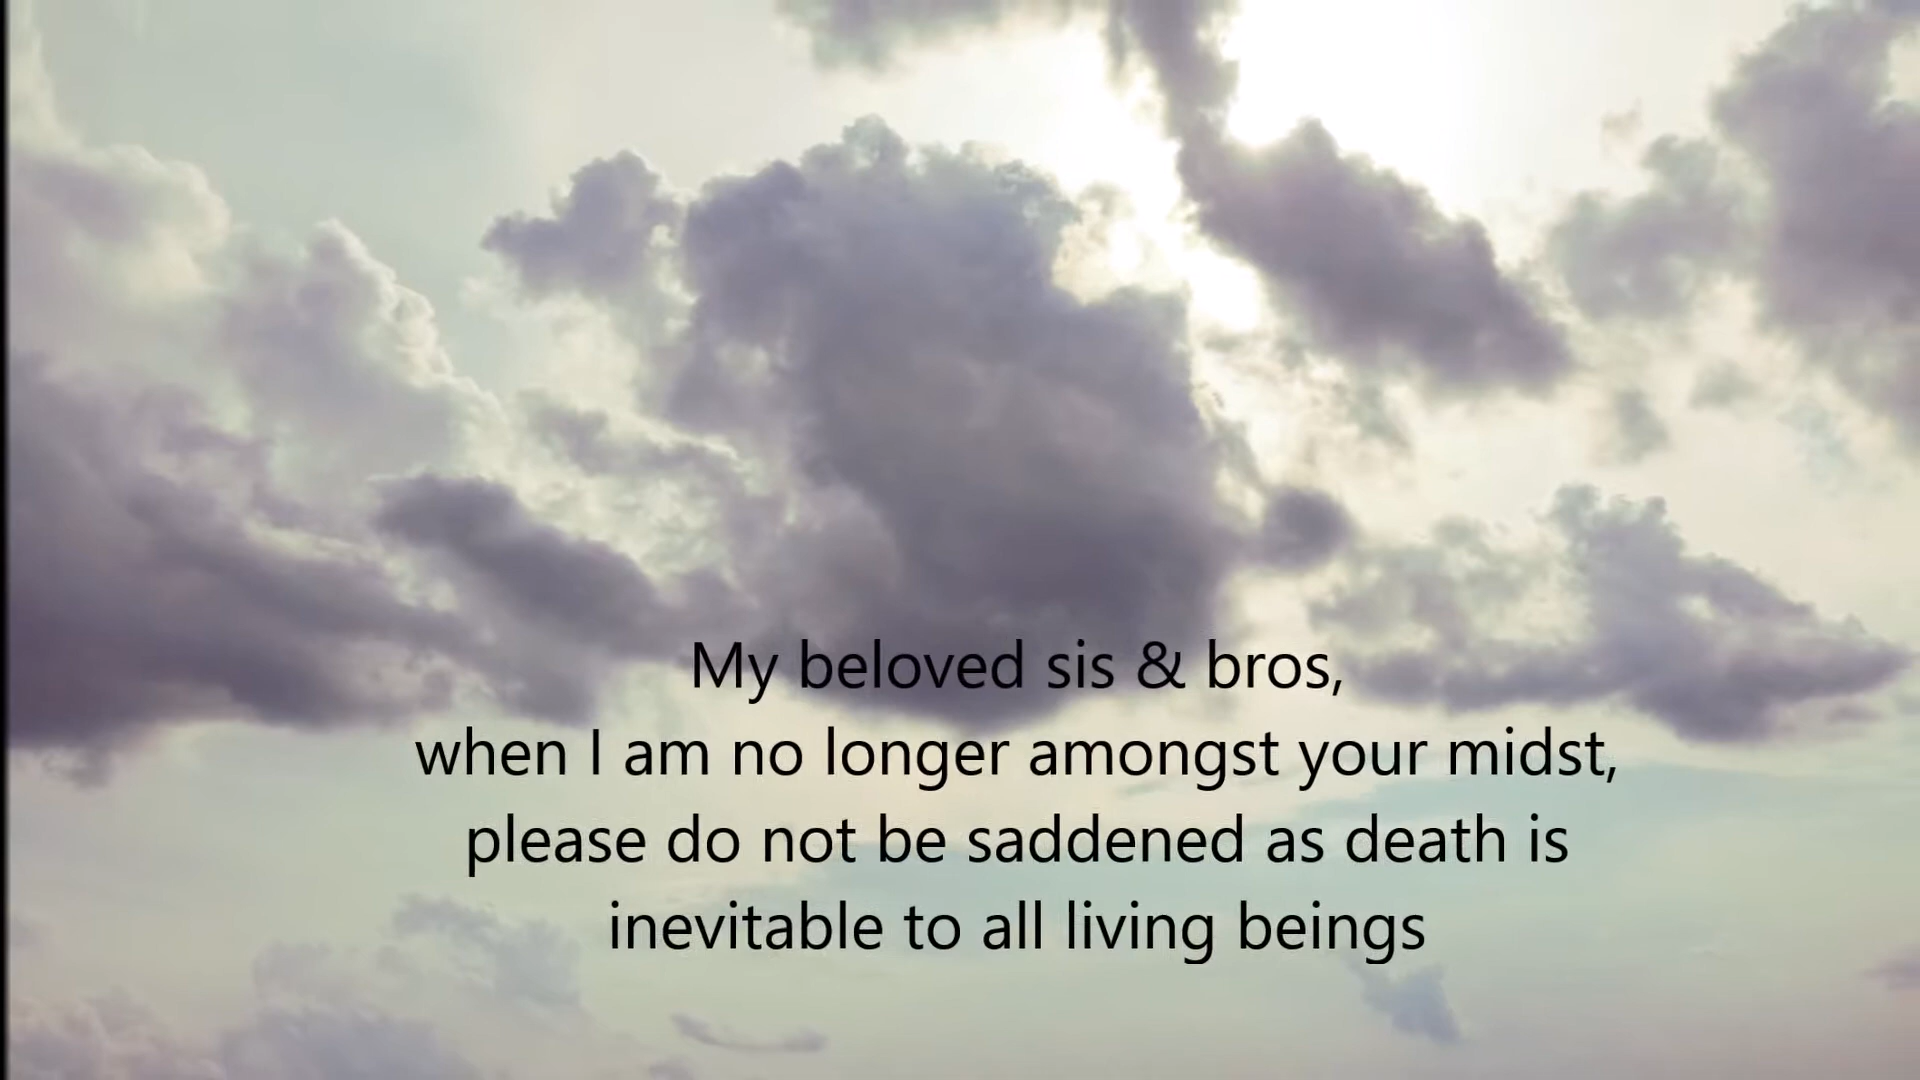 My beloved sis & bros,
when I am no longer amongst your midst,
please do not be saddened as death is
inevitable to all living beings